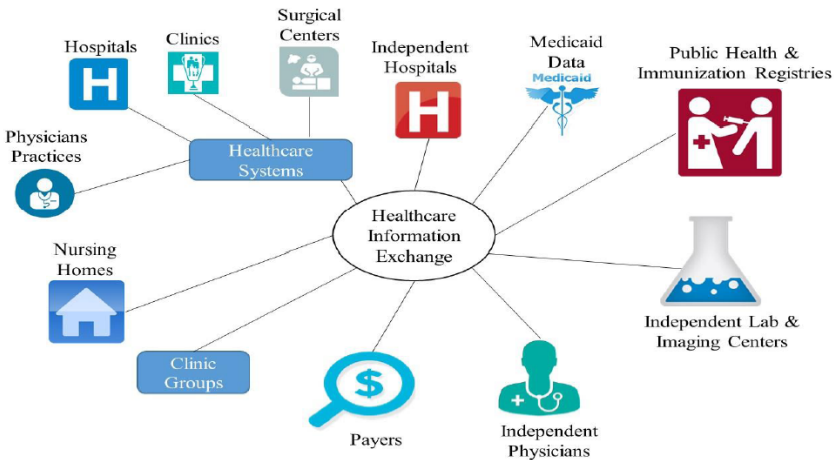 Hospitals
Clinics
Surgical
Centers
Independent
Hospitals
Medicaid
Data
Medicaid
Public Health &
Immunization Registries
Physicians
Practices
Healthcare
Systems
Healthcare
Information
Exchange
Nursing
Homes
Independent Lab &
Imaging Centers
Clinic
Groups
Payers
Independent
Physicians
H
H
$